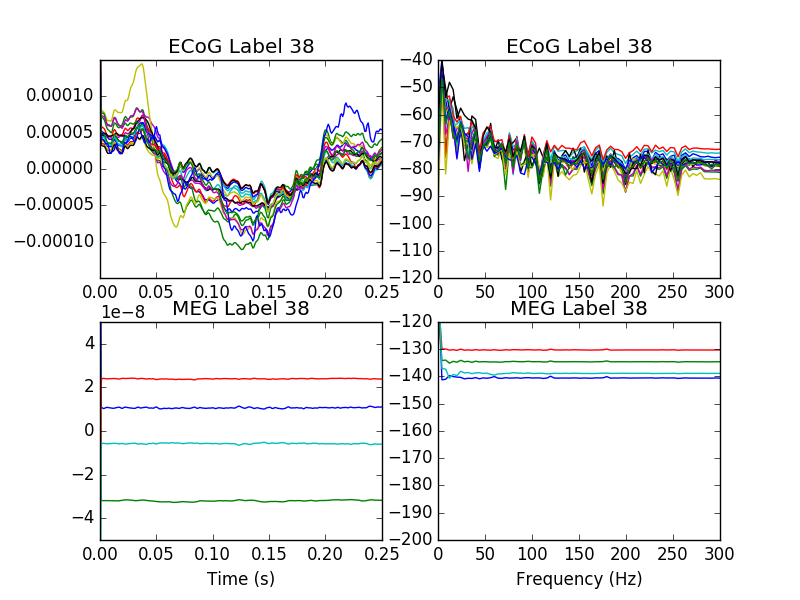 ECoG Label 38
ECoG Label 38
0.00010
0.00005
0.00000
−0.00005
−0.00010
0.00 0.05 0.10 0.15 0.20 0.25
−40
−50
−60
−70
−80
−90
−100
−110
−120
0 50 100 150 200 250 300
MEG Label 38
MEG Label 38
1e−8
4
2
0
−2
−4
0.00 0.05 0.10 0.15 0.20 0.25
Time (s)
−120
−130
−140
−150
−160
−170
−180
−190
−200
0 50 100 150 200 250 300
Frequency (Hz)